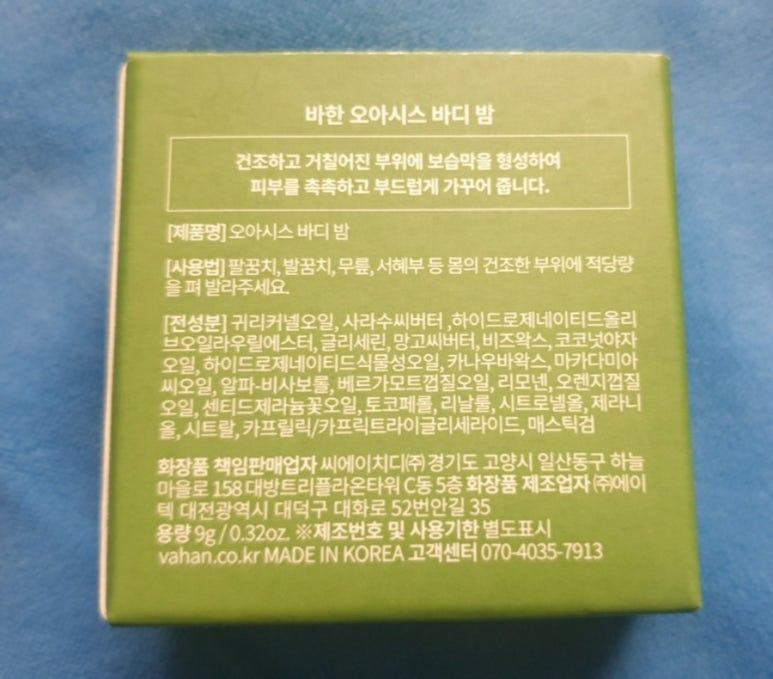 바한 오아시스 바디 밤
건조하고 거칠어진 부위에 보습막을 형성하여
피부를 촉촉하고 부드럽게 가꾸어 줍니다.
[제품명] 오아시스 바디 밤
[사용법] 팔꿈치, 발꿈치, 무릎, 서혜부 등 몸의 건조한 부위에 적당량
을 펴 발라주세요.
[전성분] 귀리커넬오일, 사라수씨버터 ,하이드로제네이티드올리
브오일라우릴에스터, 글리세린, 망고씨버터, 비즈왁스, 코코넛야자
오일, 하이드로제네이티드식물성오일, 카나우바왁스, 마카다미아
씨오일, 알파-비사보롤, 베르가모트껍질오일, 리모넨, 오렌지껍질
오일, 센티드제라늄꽃오일, 토코페롤, 리날룰, 시트로넬올, 제라니
올, 시트랄, 카프릴릭/카프릭트라이글리세라이드, 매스틱검
화장품 책임판매업자 씨에이치디㈜ 경기도 고양시 일산동구 하늘
마을로 158 대방트리플라온타워 C동 5층 화장품 제조업자 ㈜에이
텍 대전광역시 대덕구 대화로 52번안길 35
용량 9g / 0.32oz. ※제조번호 및 사용기한 별도표시
vahan.co.kr MADE IN KOREA 고객센터 070-4035-7913